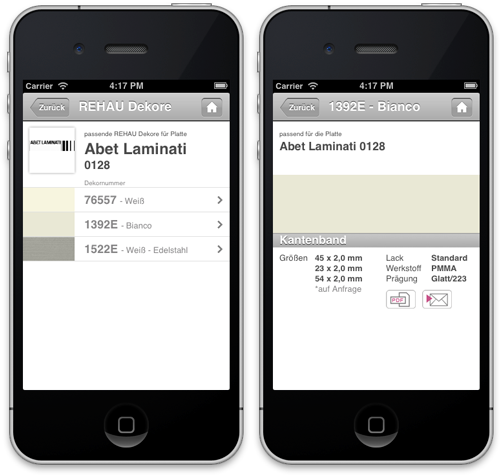 Carrier 4:17 PM
Zurück REHAU Dekore
passende REHAU Dekore für Platte
ABET LAMINATI
Abet Laminati
0128
Dekornummer
76557 - Weiß
1392E - Bianco
1522E - Weiß - Edelstahl
Carrier 4:17 PM
Zurück 1392E - Bianco
passend für die Platte
Abet Laminati 0128
Kantenband
Größen 45 x 2,0 mm Lack Standard
23 x 2,0 mm Werkstoff PMMA
54 x 2,0 mm Prägung Glatt/223
*auf Anfrage
PDF